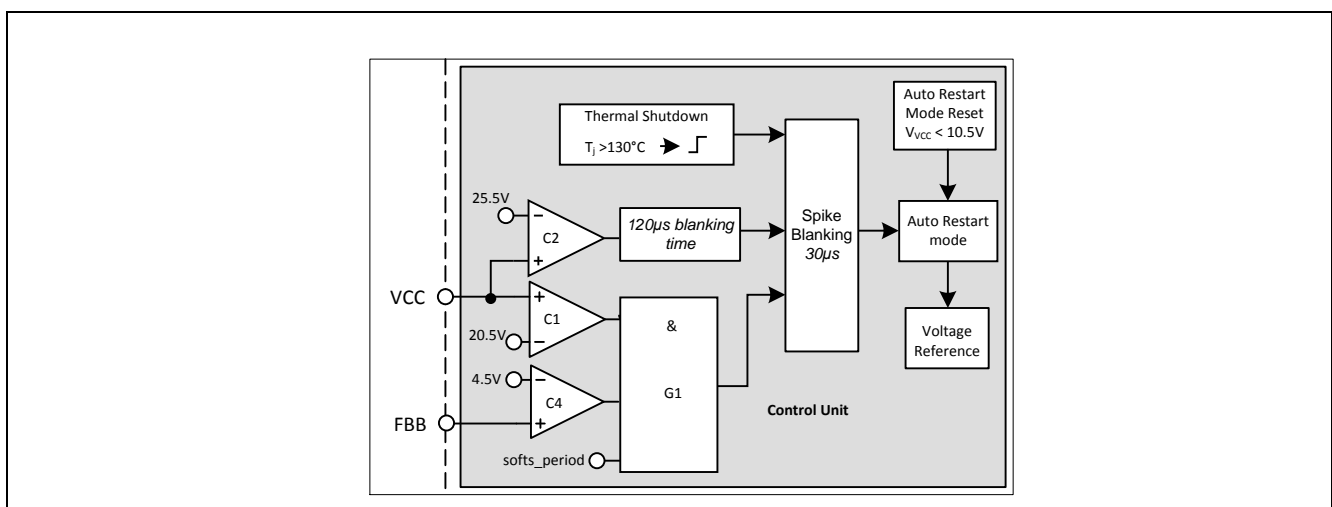 Thermal Shutdown
Tj >130°C
Auto Restart
Mode Reset
VVCC < 10.5V
25.5V
−
C2
+
120µs blanking
time
Spike
Blanking
30µs
Auto Restart
mode
VCC
+
C1
20.5V
−
&
G1
Voltage
Reference
4.5V
−
C4
+
FBB
Control Unit
softs_period